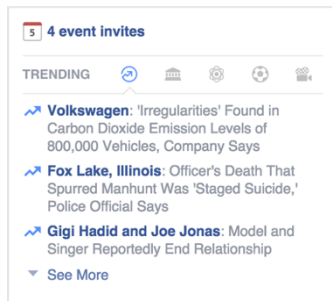 5 4 event invites
TRENDING
Volkswagen: 'Irregularities' Found in
Carbon Dioxide Emission Levels of
800,000 Vehicles, Company Says
Fox Lake, Illinois: Officer's Death That
Spurred Manhunt Was 'Staged Suicide,'
Police Official Says
Gigi Hadid and Joe Jonas: Model and
Singer Reportedly End Relationship
See More